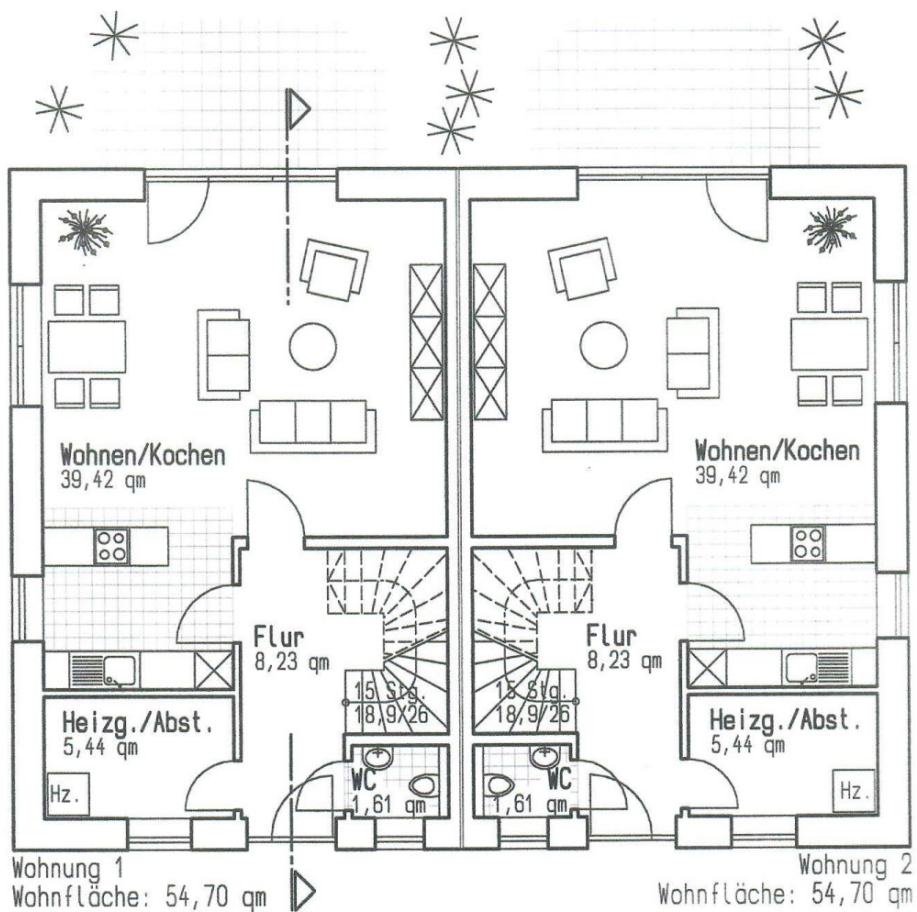 Wohnen/Kochen
39,42 qm
Flur
8,23 qm
15 Stg.
18,9/26
Heizg./Abst.
5,44 qm
Hz.
WC
1,61 qm
Wohnung 1
Wohnfläche: 54,70 qm
Wohnen/Kochen
39,42 qm
Flur
8,23 qm
15 Stg.
18,9/26
Heizg./Abst.
5,44 qm
Hz.
WC
1,61 qm
Wohnung 2
Wohnfläche: 54,70 qm